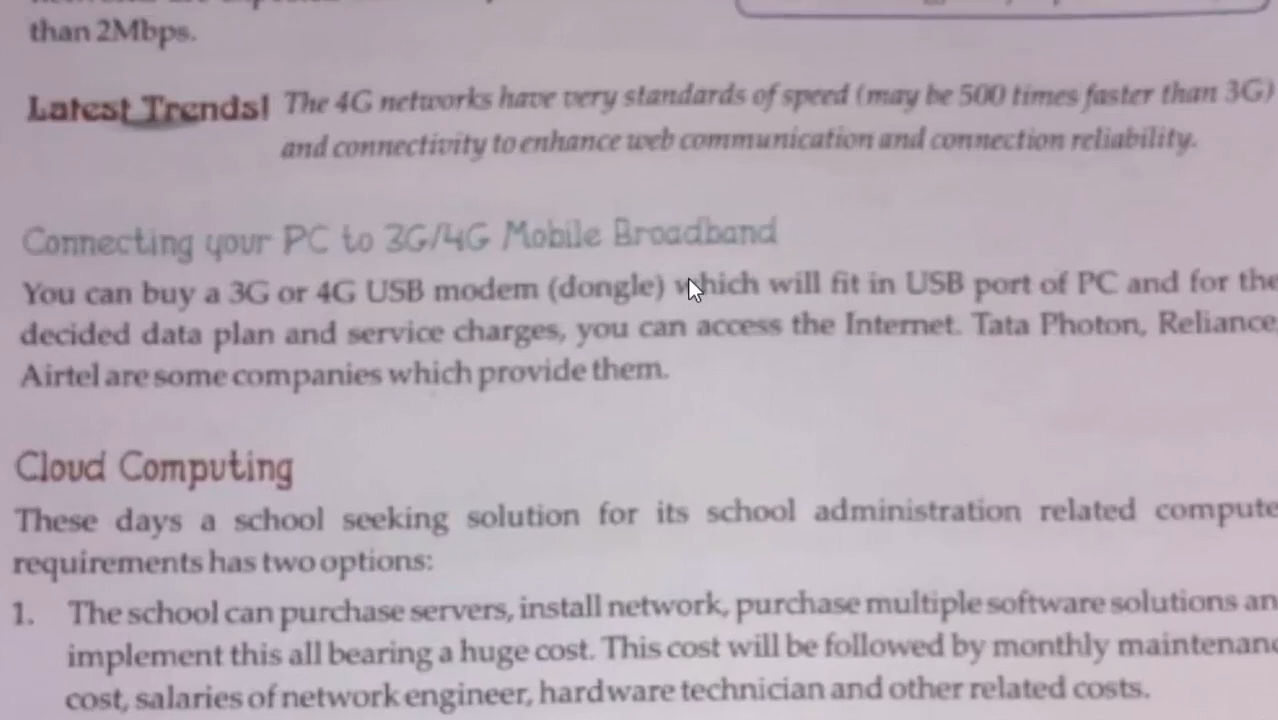 than 2Mbps.
Latest Trends! The 4G networks have very standards of speed (may be 500 times faster than 3G)
and connectivity to enhance web communication and connection reliability.
Connecting your PC to 3G/4G Mobile Broadband
You can buy a 3G or 4G USB modem (dongle) which will fit in USB port of PC and for the
decided data plan and service charges, you can access the Internet. Tata Photon, Reliance
Airtel are some companies which provide them.
Cloud Computing
These days a school seeking solution for its school administration related compute
requirements has two options:
1. The school can purchase servers, install network, purchase multiple software solutions an
implement this all bearing a huge cost. This cost will be followed by monthly maintenanc
cost, salaries of network engineer, hardware technician and other related costs.